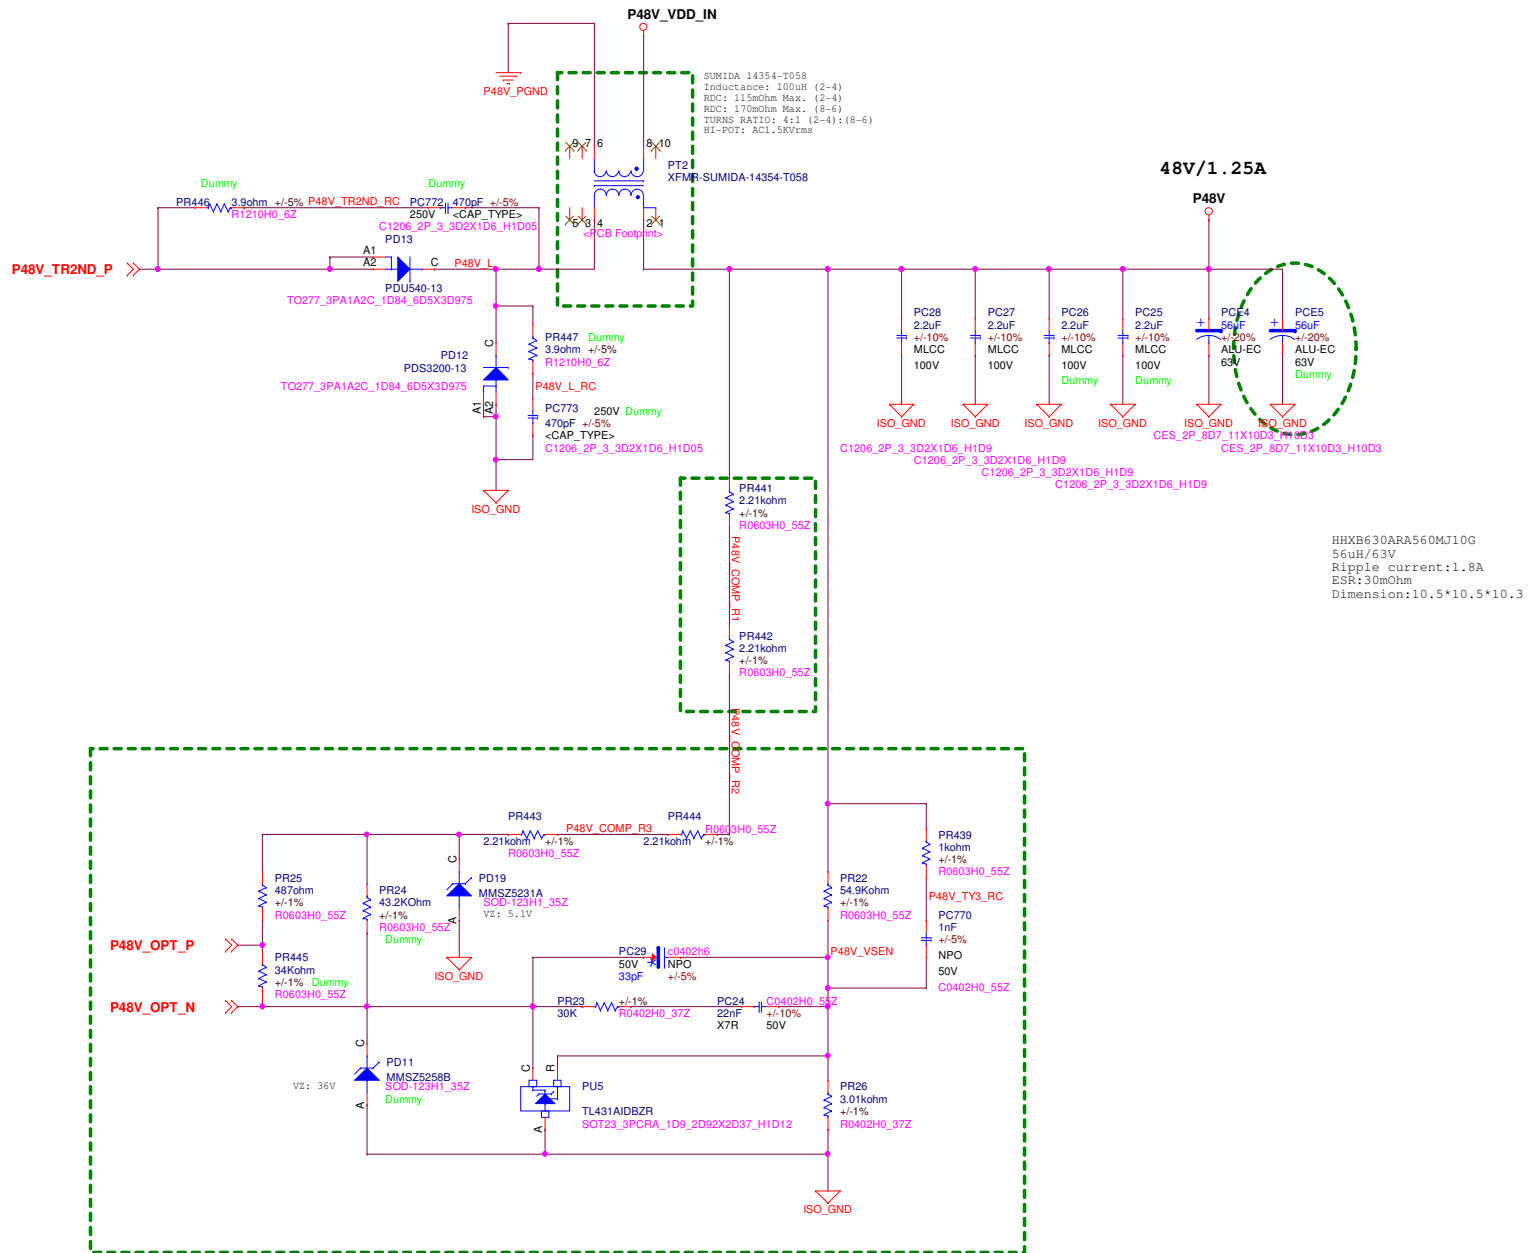 P48V_VDD_IN
P48V_PGND
SUMIDA 14354-T058
Inductance: 100uH (2-4)
RDC: 115mOhm Max. (2-4)
RDC: 170mOhm Max. (8-6)
TURNS RATIO: 4:1 (2-4):(8-6)
HI-POT: AC1.5KVrms
9 7 6
8 10
PT2
XFMR-SUMIDA-14354-T058
5 3 4
2 1
<PCB Footprint>
48V/1.25A
P48V
Dummy
PR446
3.9ohm +/-5%
R1210H0_6Z
P48V_TR2ND_RC
Dummy
PC772
470pF +/-5%
250V
<CAP_TYPE>
C1206_2P_3_3D2X1D6_H1D05
PD13
A1
A2
C
P48V_L
P48V_TR2ND_P
PDU540-13
TO277_3PA1A2C_1D84_6D5X3D975
C
PD12
PDS3200-13
TO277_3PA1A2C_1D84_6D5X3D975
A1
A2
PR447
Dummy
3.9ohm +/-5%
R1210H0_6Z
P48V_L_RC
PC773
250V Dummy
470pF +/-5%
<CAP_TYPE>
C1206_2P_3_3D2X1D6_H1D05
ISO_GND
PC28
2.2uF
+/-10%
MLCC
100V
ISO_GND
C1206_2P_3_3D2X1D6_H1D9
PC27
2.2uF
+/-10%
MLCC
100V
ISO_GND
C1206_2P_3_3D2X1D6_H1D9
PC26
2.2uF
+/-10%
MLCC
100V
Dummy
ISO_GND
C1206_2P_3_3D2X1D6_H1D9
PC25
2.2uF
+/-10%
MLCC
100V
Dummy
ISO_GND
C1206_2P_3_3D2X1D6_H1D9
+
PCE4
56uF
+/-20%
ALU-EC
63V
ISO_GND
CES_2P_8D7_11X10D3_H10D3
+
PCE5
56uF
+/-20%
ALU-EC
63V
Dummy
ISO_GND
CES_2P_8D7_11X10D3_H10D3
HHXB630ARA560MJ10G
56uH/63V
Ripple current:1.8A
ESR:30mOhm
Dimension:10.5*10.5*10.3
PR441
2.21kohm
+/-1%
R0603H0_55Z
P48V_COMP_R1
PR442
2.21kohm
+/-1%
R0603H0_55Z
P48V_COMP_R2
PR443
2.21kohm
+/-1%
R0603H0_55Z
P48V_COMP_R3
PR444
R0603H0_55Z
2.21kohm
+/-1%
PR25
487ohm
+/-1%
R0603H0_55Z
PR24
43.2KOhm
+/-1%
R0603H0_55Z
Dummy
C
PD19
MMSZ5231A
SOD-123H1_35Z
VZ: 5.1V
A
ISO_GND
P48V_OPT_P
PR445
34Kohm
+/-1% Dummy
R0603H0_55Z
P48V_OPT_N
PC29
c0402h6
50V
NPO
33pF
+/-5%
PR23
+/-1%
30K
R0402H0_37Z
PC24
C0402H0_55Z
22nF
+/-10%
X7R
50V
P48V_VSEN
PR22
54.9Kohm
+/-1%
R0603H0_55Z
PR439
1kohm
+/-1%
R0603H0_55Z
P48V_TY3_RC
PC770
1nF
+/-5%
NPO
50V
C0402H0_55Z
C
PD11
MMSZ5258B
VZ: 36V
SOD-123H1_35Z
Dummy
A
C
R
PU5
TL431AIDBZR
SOT23_3PCRA_1D9_2D92X2D37_H1D12
A
PR26
3.01kohm
+/-1%
R0402H0_37Z
ISO_GND